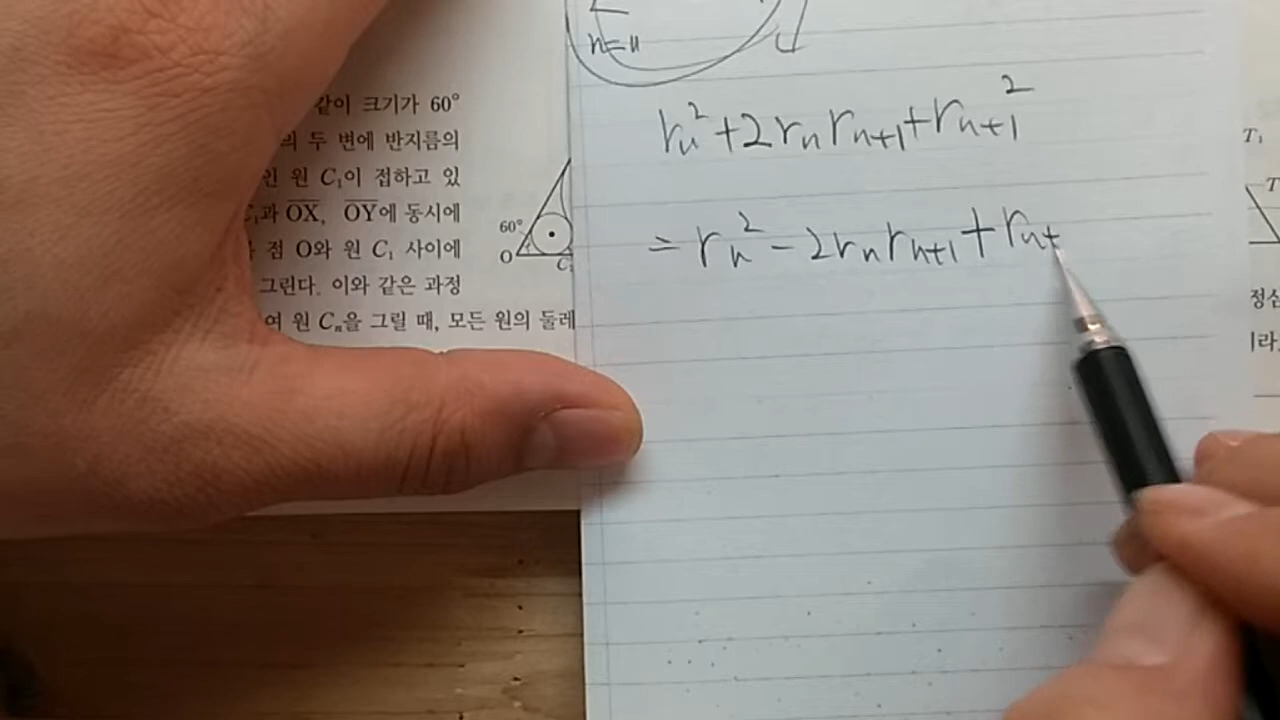 같이 크기가 60°
의 두 변에 반지름의
인 원 C₁이 접하고 있
C₁과 OX, OY에 동시에
점 O와 원 C₁ 사이에
그린다. 이와 같은 과정
여 원 Cₙ을 그릴 때, 모든 원의 둘레
60°
O
C₁
n=n
rₙ² + 2rₙrₙ₊₁ + rₙ₊₁²
= rₙ² − 2rₙrₙ₊₁ + rₙ₊
T₁
T
정심